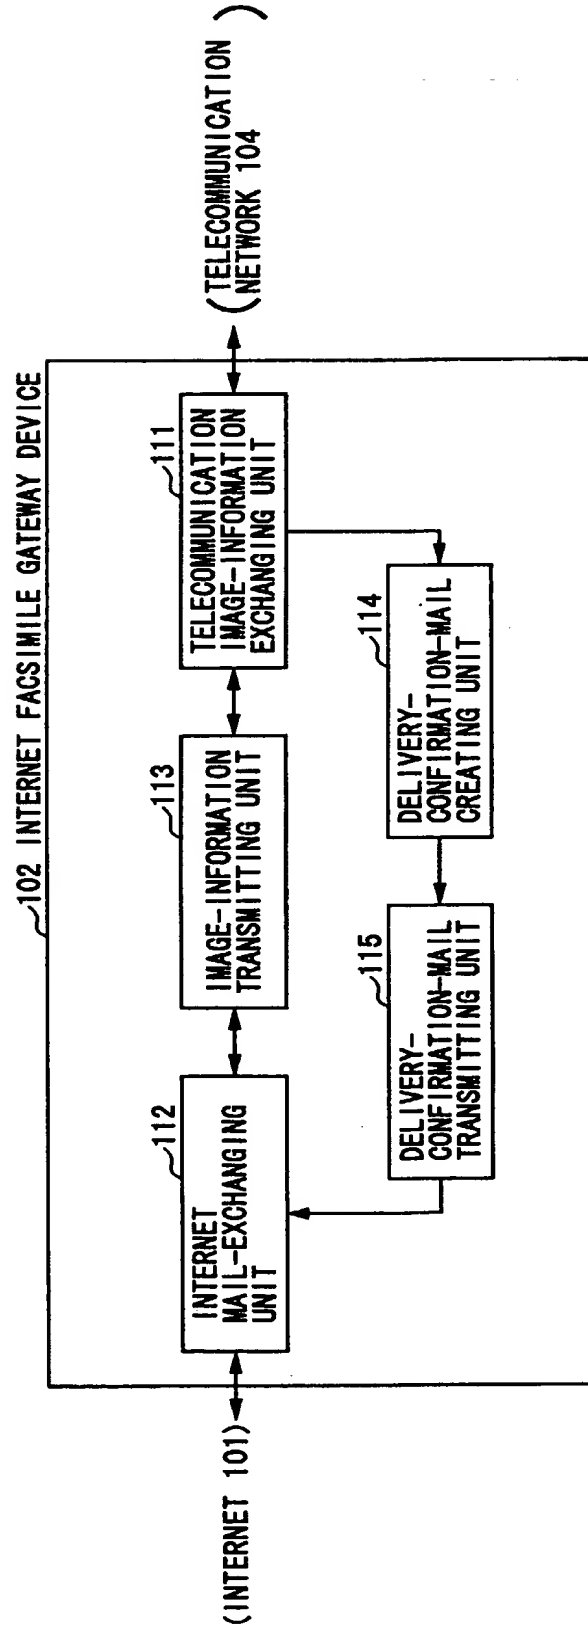 102 INTERNET FACSIMILE GATEWAY DEVICE
(INTERNET 101)
112
INTERNET
MAIL-EXCHANGING
UNIT
113
IMAGE-INFORMATION
TRANSMITTING UNIT
111
TELECOMMUNICATION
IMAGE-INFORMATION
EXCHANGING UNIT
(TELECOMMUNICATION
NETWORK 104)
115
DELIVERY-
CONFIRMATION-MAIL
TRANSMITTING UNIT
114
DELIVERY-
CONFIRMATION-MAIL
CREATING UNIT